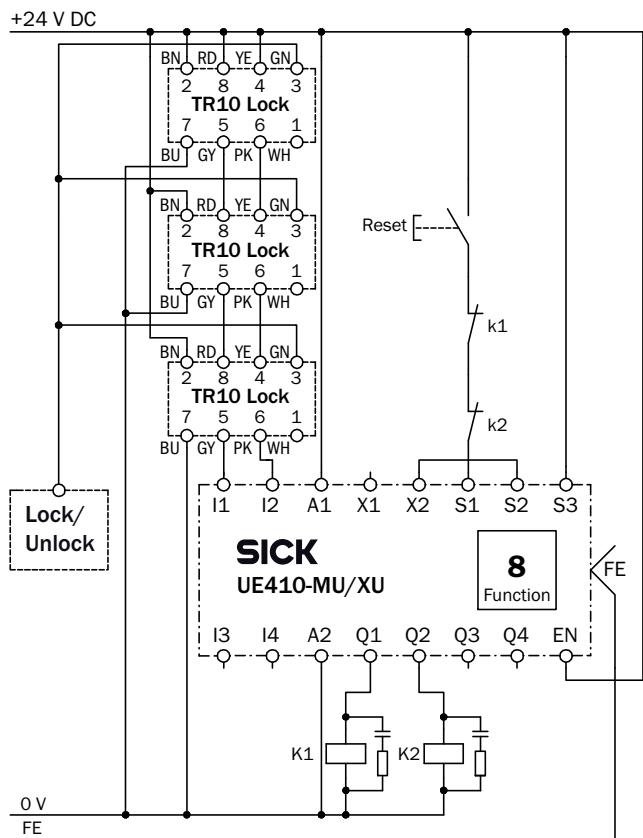 +24 V DC
BN RD YE GN
2 8 4 3
TR10 Lock
7 5 6 1
BU GY PK WH
BN RD YE GN
2 8 4 3
TR10 Lock
7 5 6 1
BU GY PK WH
Reset
k1
BN RD YE GN
2 8 4 3
TR10 Lock
7 5 6 1
BU GY PK WH
k2
I1 I2 A1 X1 X2 S1 S2 S3
Lock/
Unlock
SICK
UE410-MU/XU
8
Function
FE
I3 I4 A2 Q1 Q2 Q3 Q4 EN
K1 K2
0 V
FE